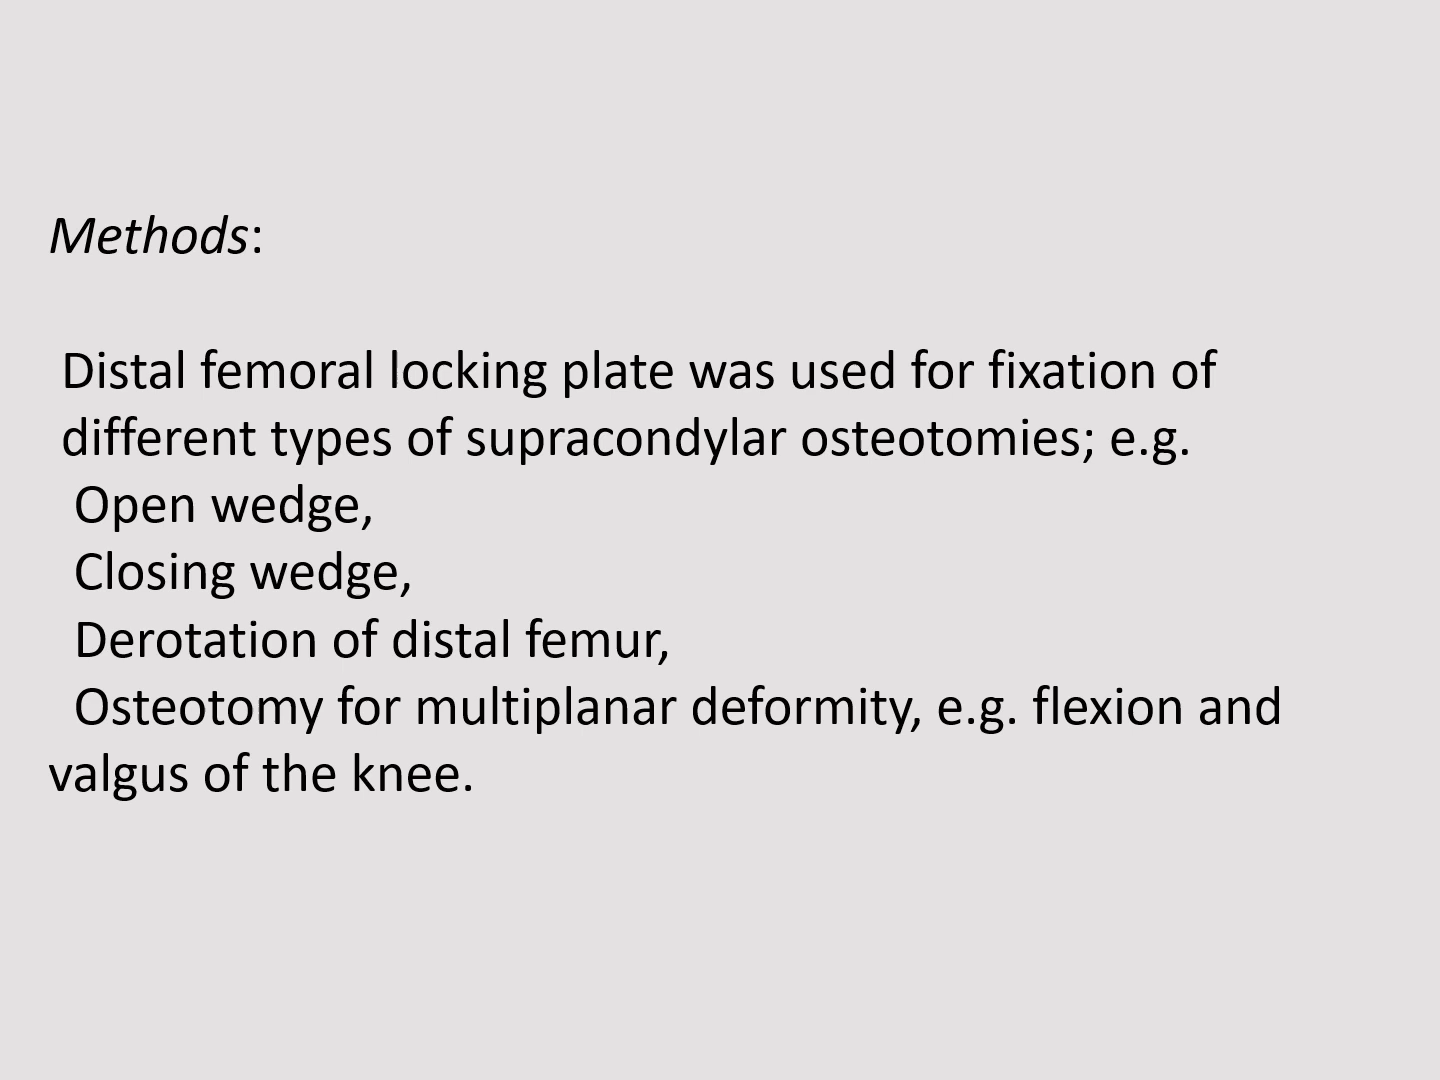 Methods:
Distal femoral locking plate was used for fixation of
different types of supracondylar osteotomies; e.g.
Open wedge,
Closing wedge,
Derotation of distal femur,
Osteotomy for multiplanar deformity, e.g. flexion and
valgus of the knee.